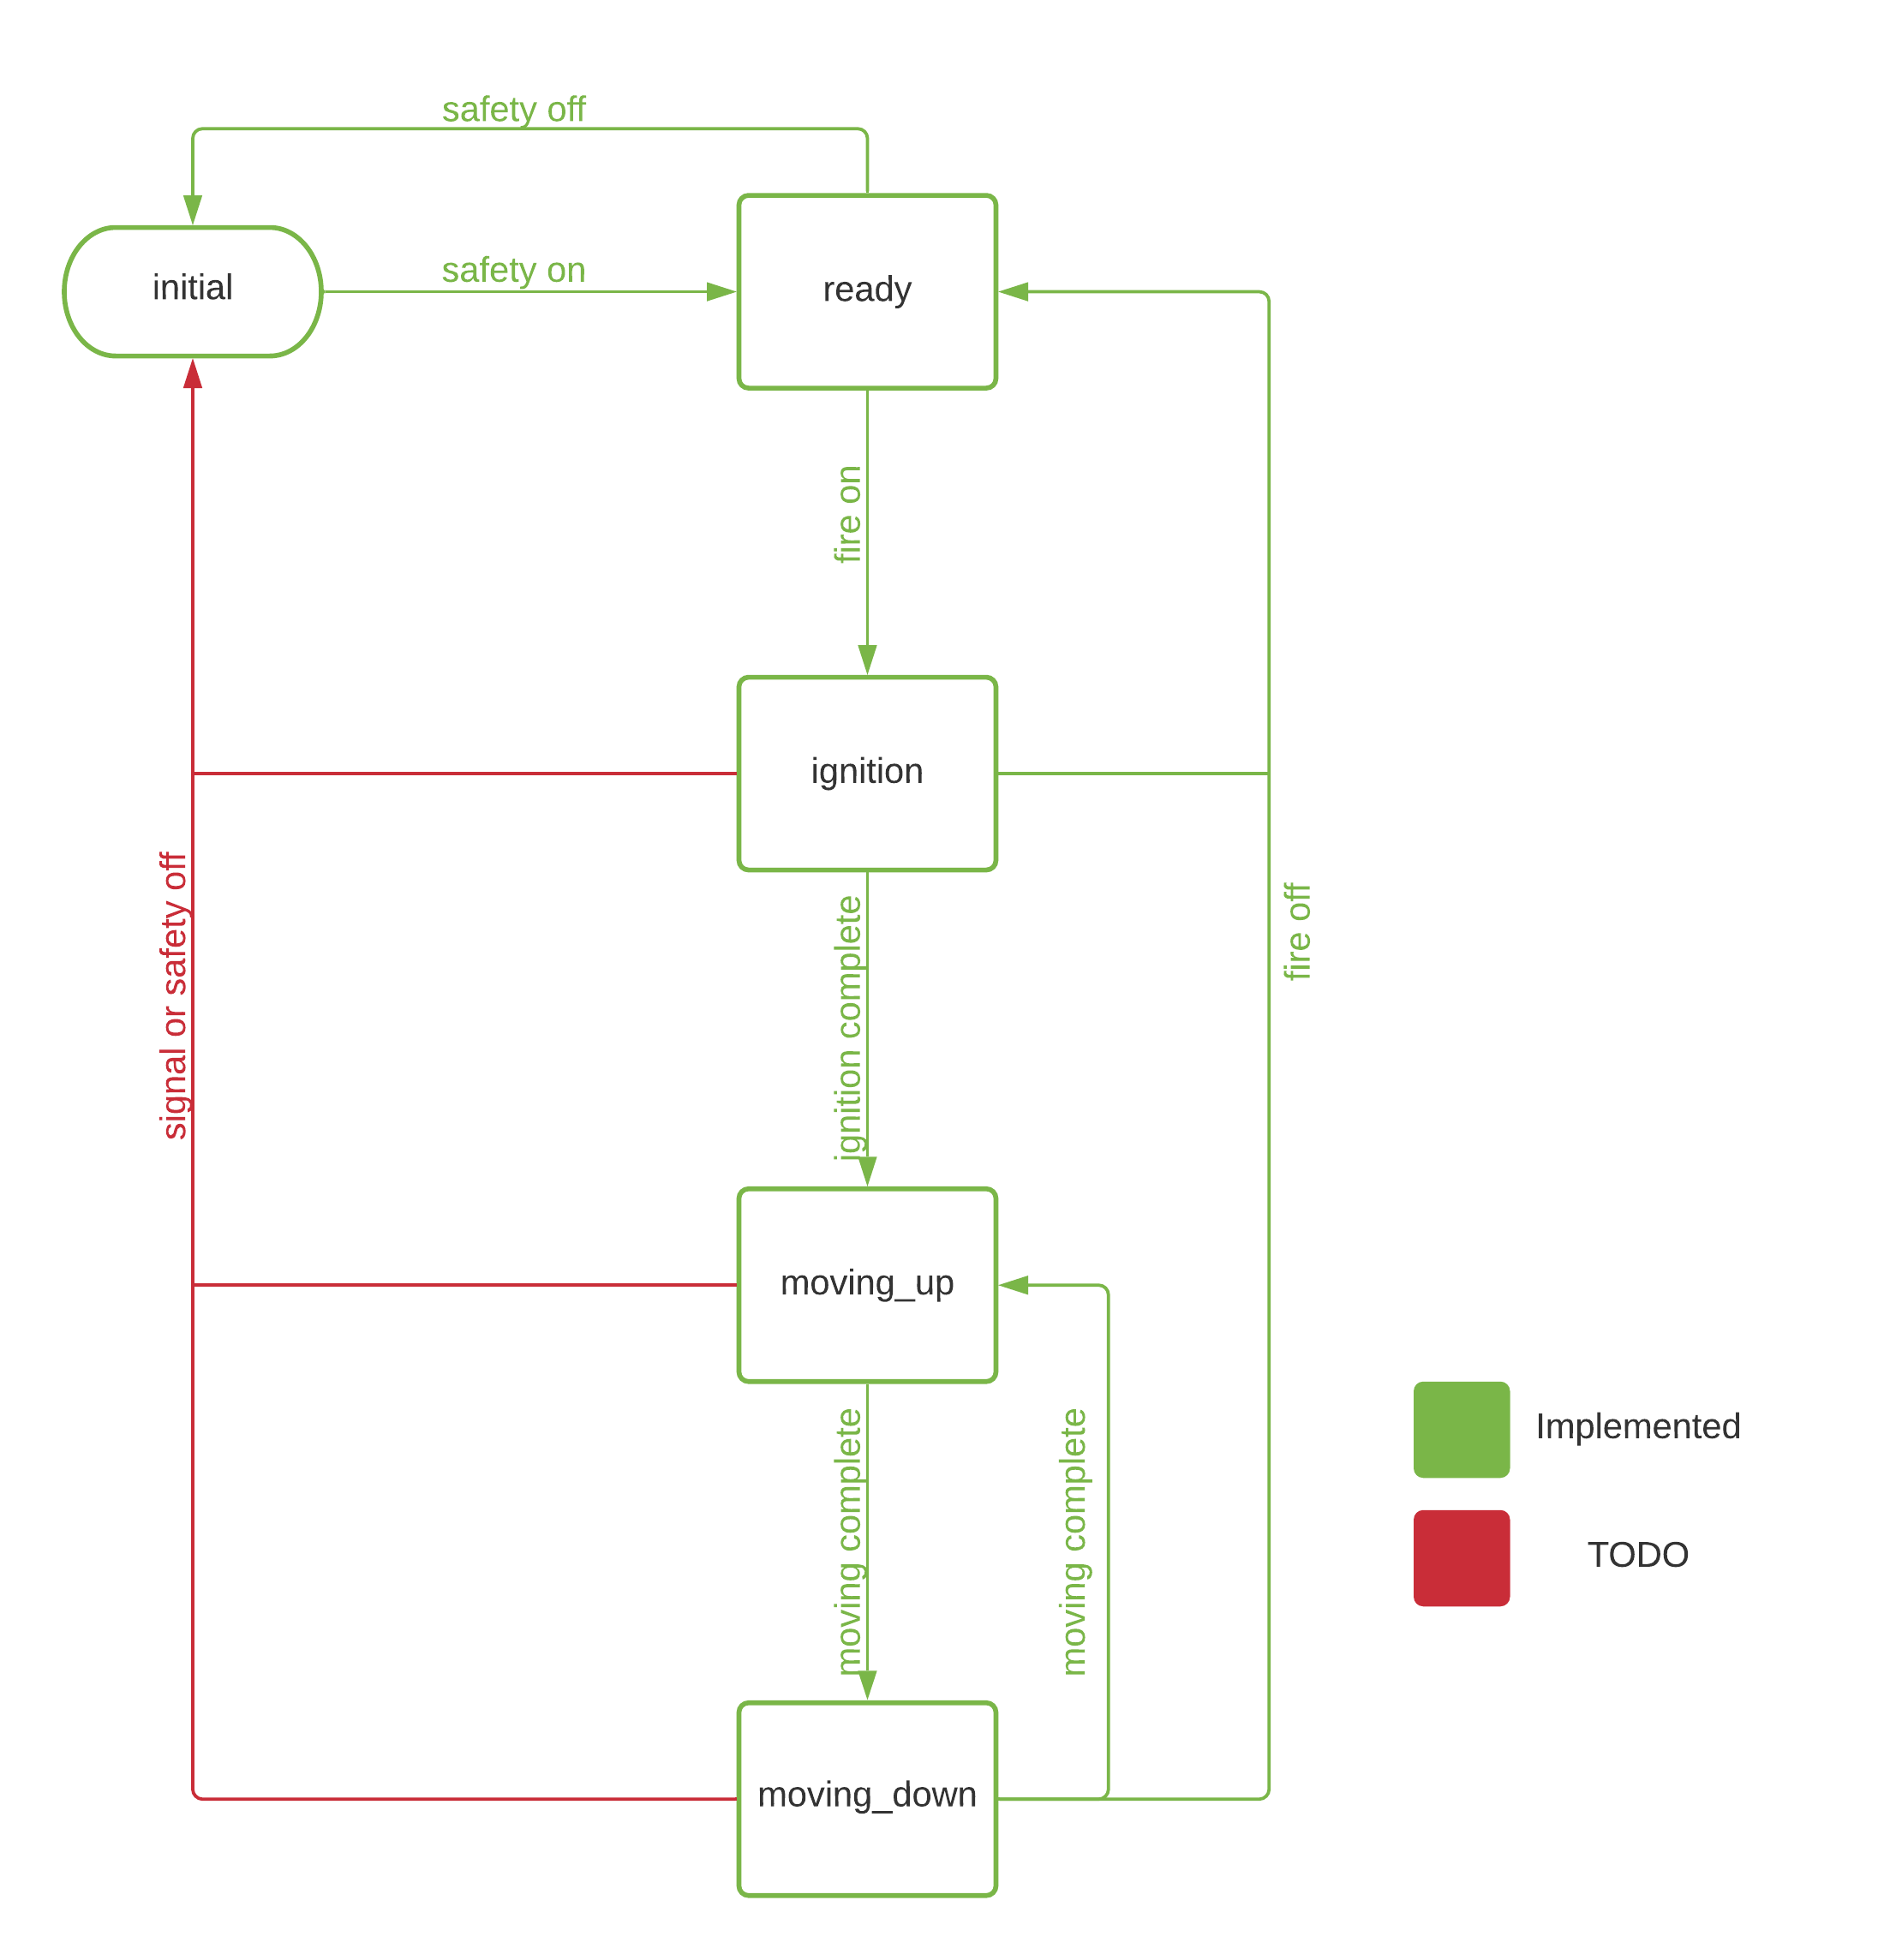 safety off
initial
safety on
ready
fire on
ignition
signal or safety off
ignition complete
fire off
moving_up
moving complete
moving complete
Implemented
TODO
moving_down